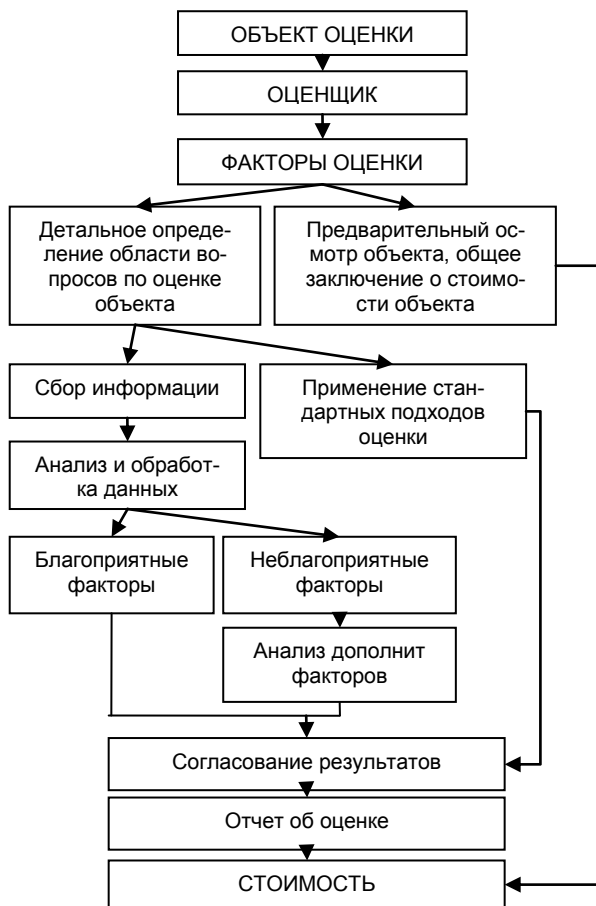 ОБЪЕКТ ОЦЕНКИ
ОЦЕНЩИК
ФАКТОРЫ ОЦЕНКИ
Детальное опреде-
ление области во-
просов по оценке
объекта
Предварительный ос-
мотр объекта, общее
заключение о стоимо-
сти объекта
Сбор информации
Применение стан-
дартных подходов
оценки
Анализ и обработ-
ка данных
Благоприятные
факторы
Неблагоприятные
факторы
Анализ дополнит
факторов
Согласование результатов
Отчет об оценке
СТОИМОСТЬ